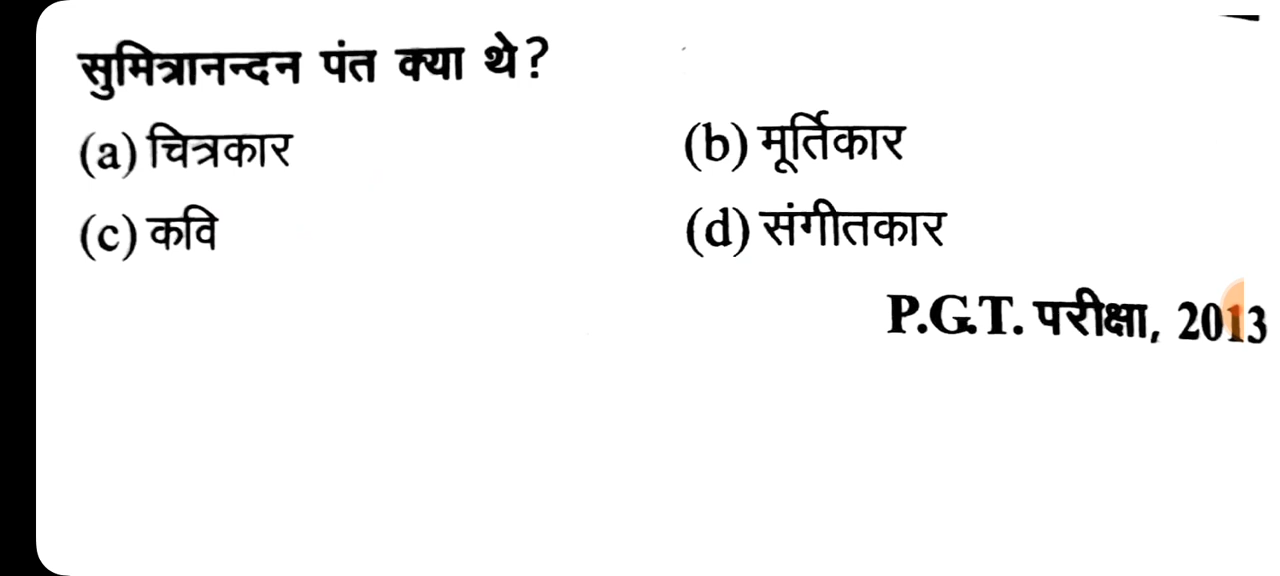 सुमित्रानन्दन पंत क्या थे?
(a) चित्रकार (b) मूर्तिकार
(c) कवि (d) संगीतकार
P.G.T. परीक्षा, 2013